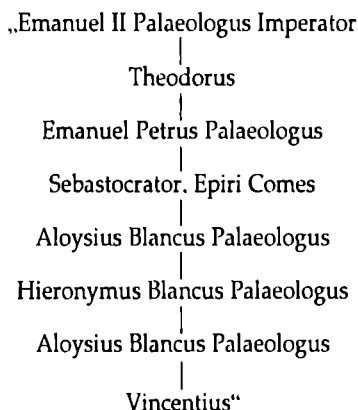 „Emanuel II Palaeologus Imperator
Theodorus
Emanuel Petrus Palaeologus
Sebastocrator, Epiri Comes
Aloysius Blancus Palaeologus
Hieronymus Blancus Palaeologus
Aloysius Blancus Palaeologus
Vincentius“